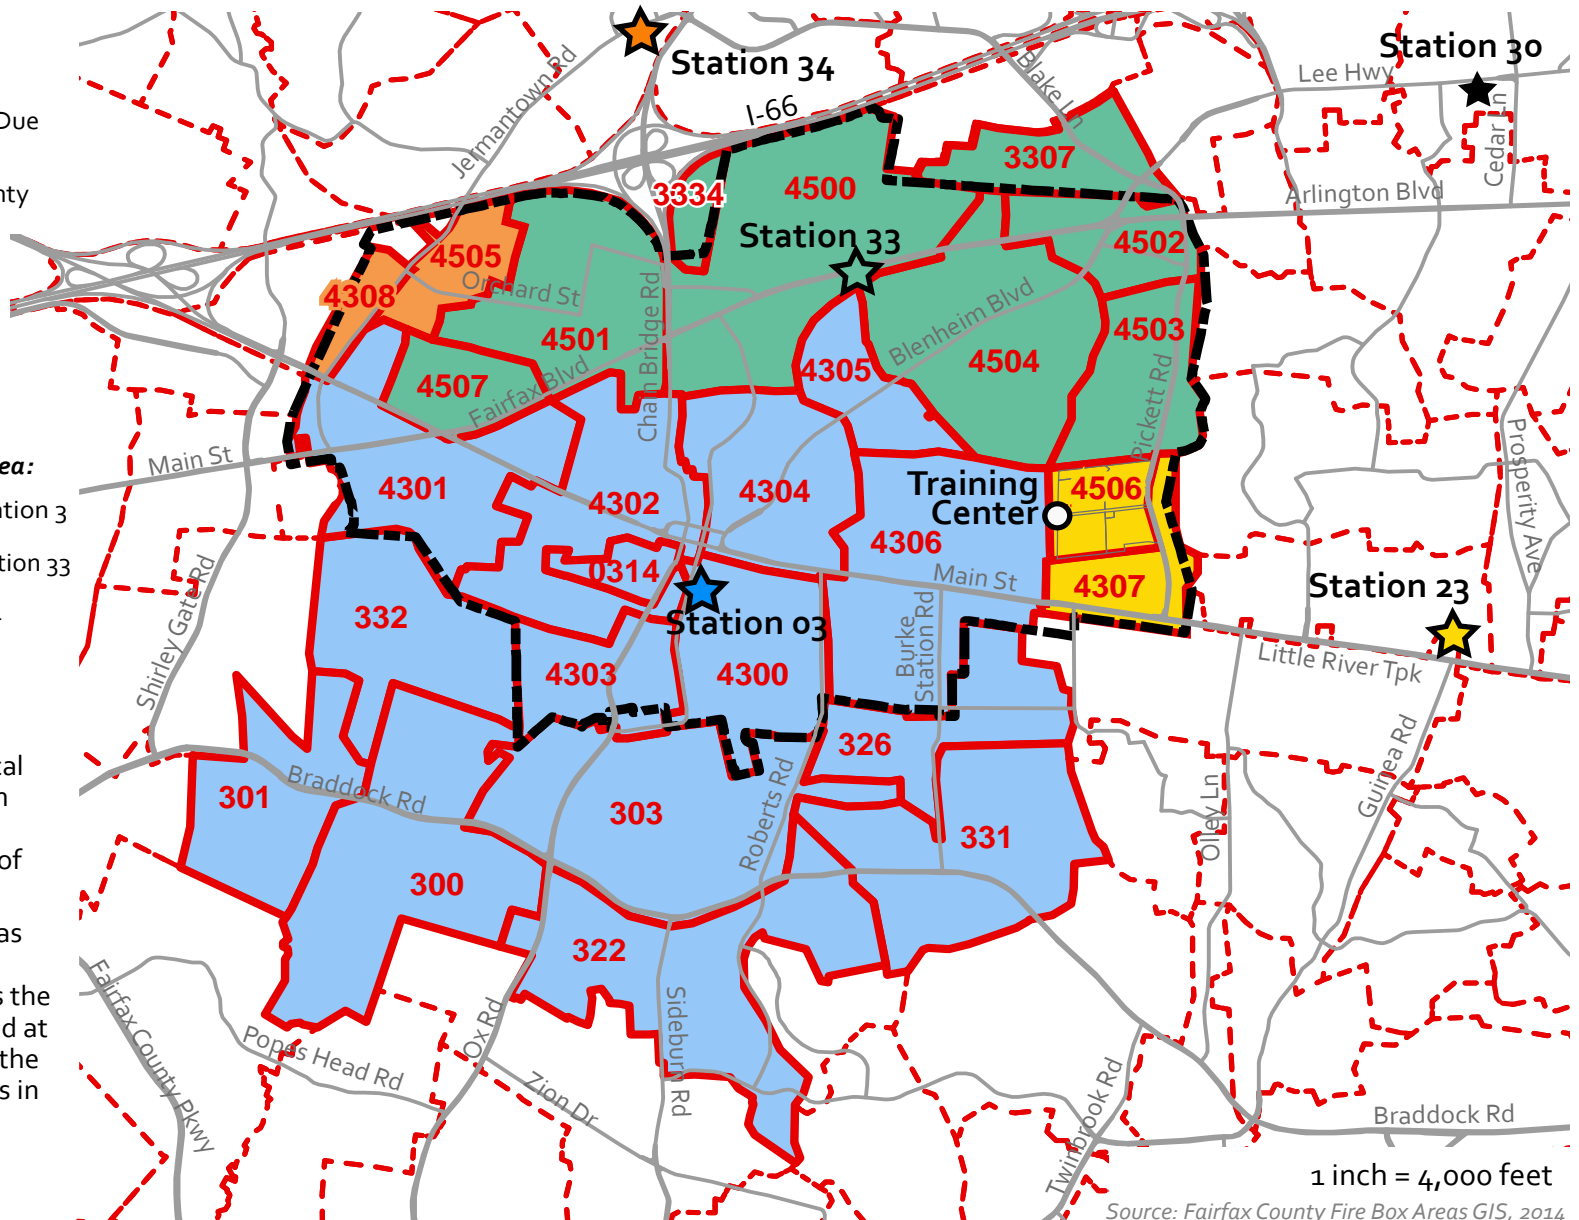 Due
nty
ea:
ation 3
tion 33
cal
n
of
as
s the
d at
the
s in
Station 34
Station 30
Lee Hwy
Cedar Ln
Blake Ln
I-66
Jermantown Rd
3307
3334
4500
Arlington Blvd
Station 33
4502
4505
4308
Orchard St
4501
Chain Bridge Rd
4503
Blenheim Blvd
4305
4504
4507
Fairfax Blvd
Pickett Rd
Main St
Prosperity Ave
4301
4302
4304
Training
Center
4506
4306
0314
Main St
4307
Station 23
Station 03
332
Shirley Gate Rd
Burke
Station Rd
Little River Tpk
4303
4300
326
Guinea Rd
301
Braddock Rd
303
Roberts Rd
331
Olley Ln
300
322
Sideburn Rd
Fairfax County Pkwy
Popes Head Rd
Ox Rd
Zion Dr
Twinbrook Rd
Braddock Rd
1 inch = 4,000 feet
Source: Fairfax County Fire Box Areas GIS, 2014